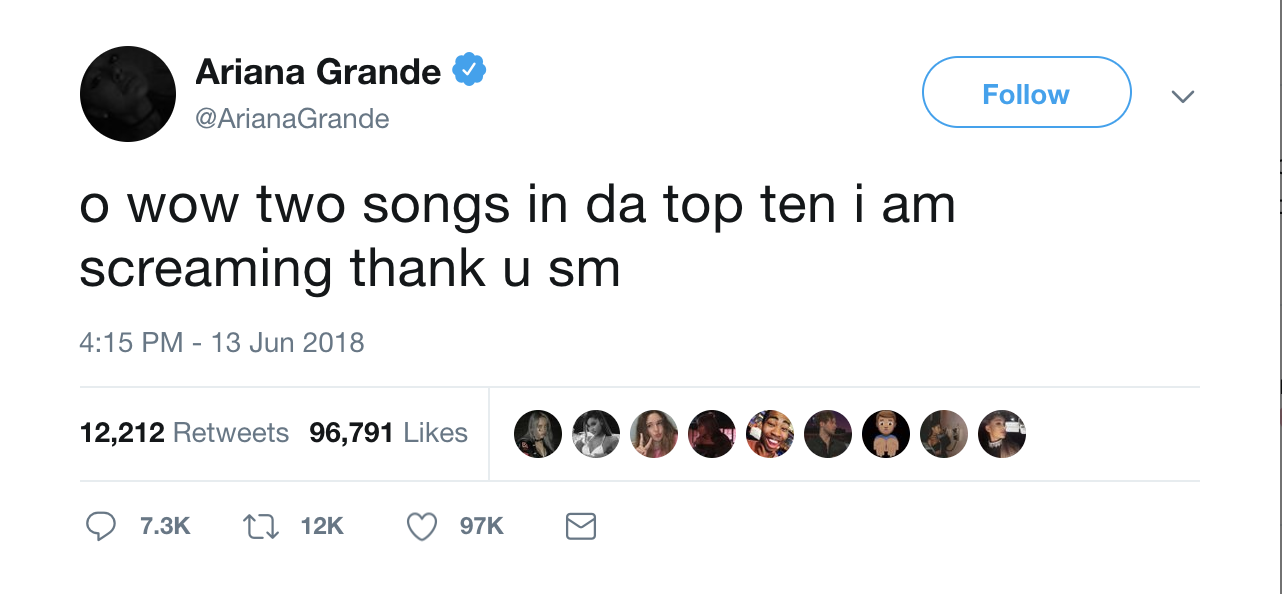 Ariana Grande
@ArianaGrande
Follow
o wow two songs in da top ten i am
screaming thank u sm
4:15 PM - 13 Jun 2018
12,212 Retweets 96,791 Likes
7.3K 12K 97K